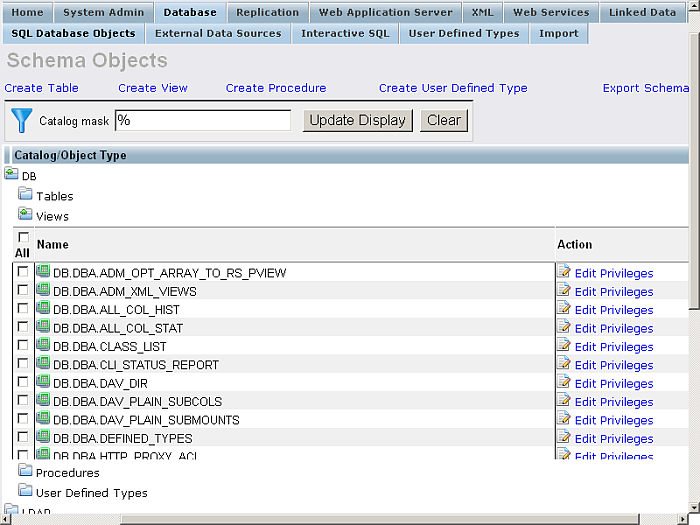 Home System Admin Database Replication Web Application Server XML Web Services Linked Data
SQL Database Objects External Data Sources Interactive SQL User Defined Types Import
Schema Objects
Create Table Create View Create Procedure Create User Defined Type Export Schema
Catalog mask % Update Display Clear
Catalog/Object Type
DB
Tables
Views
All Name Action
DB.DBA.ADM_OPT_ARRAY_TO_RS_PVIEW Edit Privileges
DB.DBA.ADM_XML_VIEWS Edit Privileges
DB.DBA.ALL_COL_HIST Edit Privileges
DB.DBA.ALL_COL_STAT Edit Privileges
DB.DBA.CLASS_LIST Edit Privileges
DB.DBA.CLI_STATUS_REPORT Edit Privileges
DB.DBA.DAV_DIR Edit Privileges
DB.DBA.DAV_PLAIN_SUBCOLS Edit Privileges
DB.DBA.DAV_PLAIN_SUBMOUNTS Edit Privileges
DB.DBA.DEFINED_TYPES Edit Privileges
DB.DBA.HTTP_PROXY_ACL Edit Privileges
Procedures
User Defined Types
LDAP